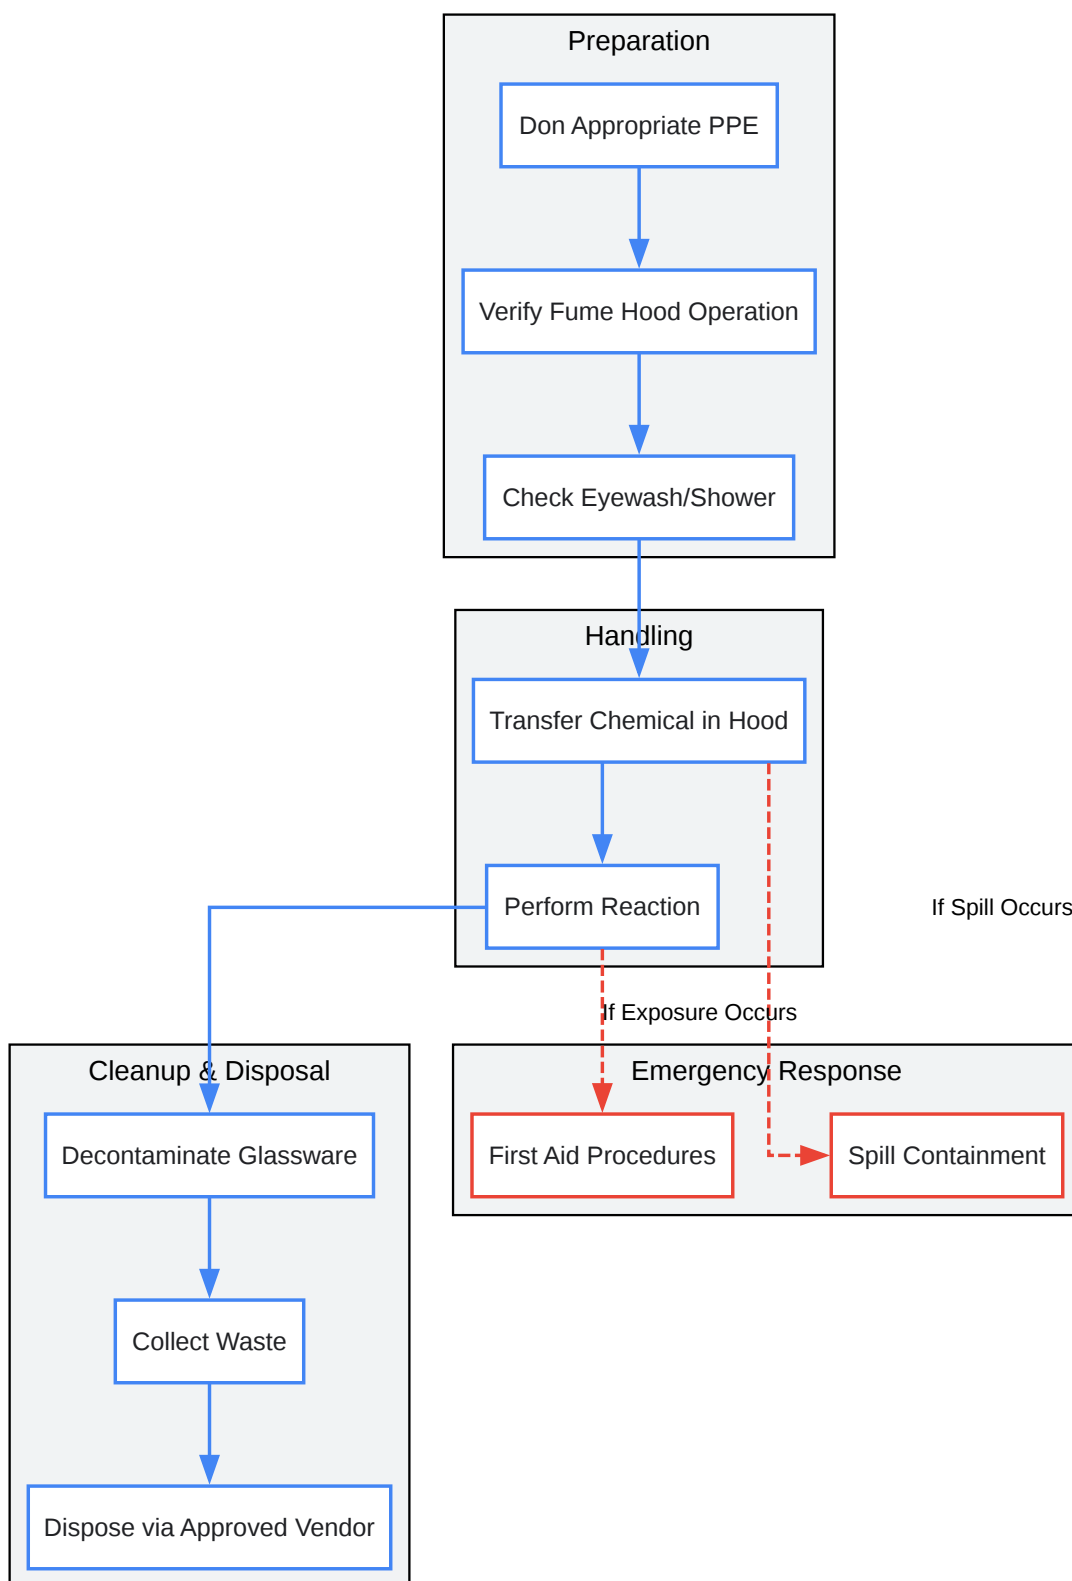 Preparation
Don Appropriate PPE
Verify Fume Hood Operation
Check Eyewash/Shower
Handling
Transfer Chemical in Hood
Perform Reaction
If Spill Occurs
If Exposure Occurs
Cleanup & Disposal
Emergency Response
Decontaminate Glassware
First Aid Procedures
Spill Containment
Collect Waste
Dispose via Approved Vendor